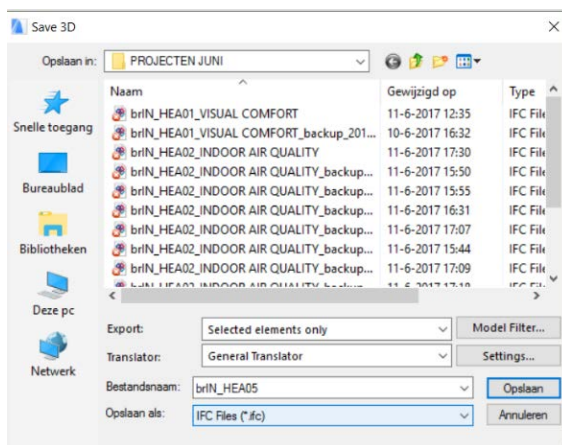 Save 3D
Opslaan in: PROJECTEN JUNI
Naam Gewijzigd op Type
brIN_HEA01_VISUAL COMFORT 11-6-2017 12:35 IFC File
brIN_HEA01_VISUAL COMFORT_backup_201... 10-6-2017 16:32 IFC File
brIN_HEA02_INDOOR AIR QUALITY 11-6-2017 17:30 IFC File
brIN_HEA02_INDOOR AIR QUALITY_backup... 11-6-2017 15:50 IFC File
brIN_HEA02_INDOOR AIR QUALITY_backup... 11-6-2017 15:55 IFC File
brIN_HEA02_INDOOR AIR QUALITY_backup... 11-6-2017 16:31 IFC File
brIN_HEA02_INDOOR AIR QUALITY_backup... 11-6-2017 17:07 IFC File
brIN_HEA02_INDOOR AIR QUALITY_backup... 11-6-2017 15:44 IFC File
brIN_HEA02_INDOOR AIR QUALITY_backup... 11-6-2017 17:09 IFC File
Snelle toegang
Bureaublad
Bibliotheken
Deze pc
Netwerk
Export: Selected elements only Model Filter...
Translator: General Translator Settings...
Bestandsnaam: brIN_HEA05 Opslaan
Opslaan als: IFC Files (*.ifc) Annuleren